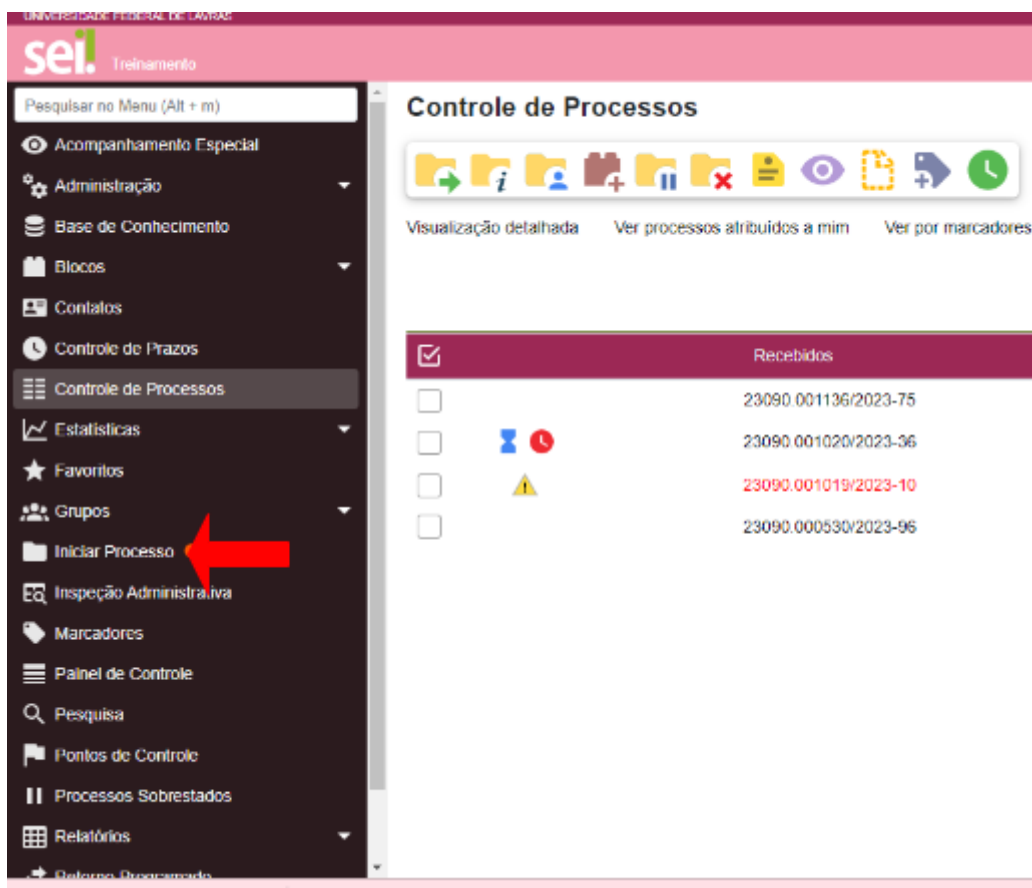 UNIVERSIDADE FEDERAL DE LAVRAS
sei!
Treinamento
Pesquisar no Menu (Alt + m)
Acompanhamento Especial
Administração
Base de Conhecimento
Blocos
Contatos
Controle de Prazos
Controle de Processos
Estatísticas
Favoritos
Grupos
Iniciar Processo
Inspeção Administrativa
Marcadores
Painel de Controle
Pesquisa
Pontos de Controle
Processos Sobrestados
Relatórios
Retorno Programado
Controle de Processos
Visualização detalhada Ver processos atribuídos a mim Ver por marcadores
Recebidos
23090.001136/2023-75
23090.001020/2023-36
23090.001019/2023-10
23090.000530/2023-96